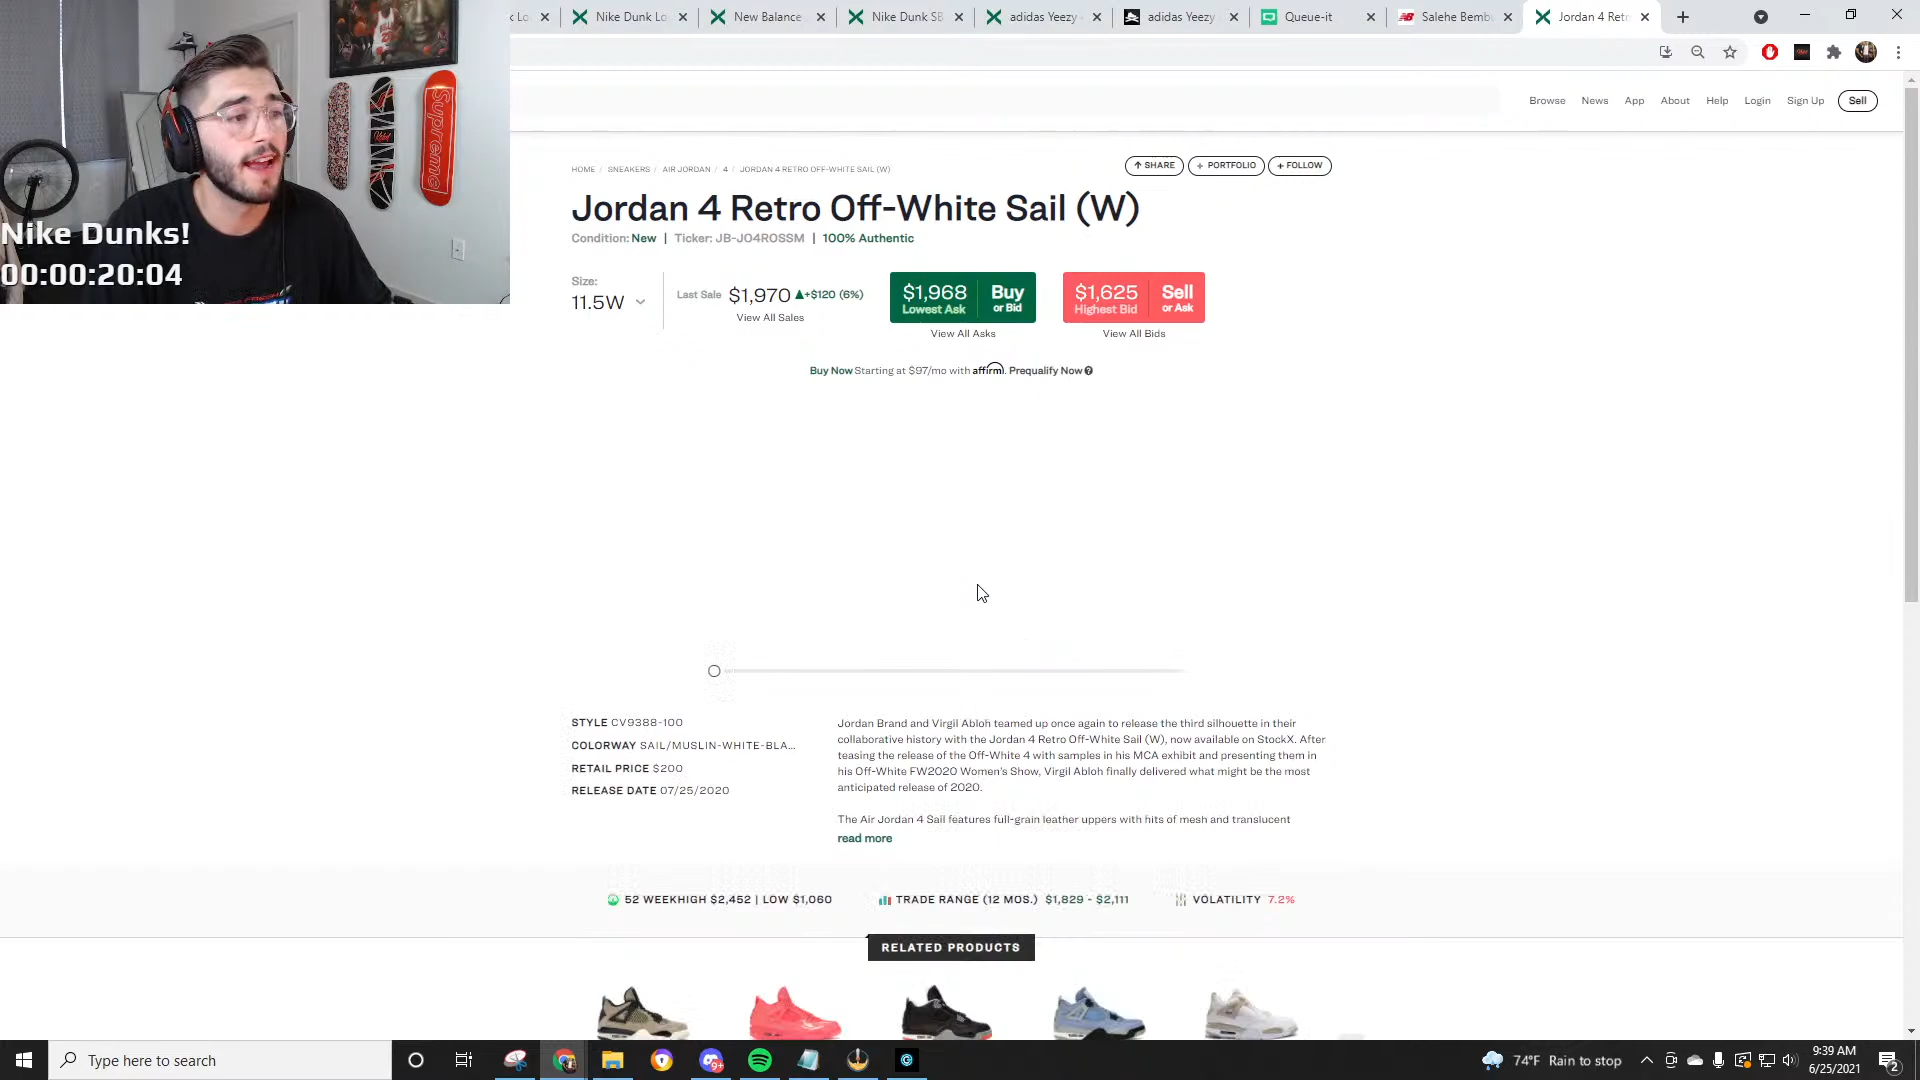 Lo
Nike Dunk Lo
New Balance
Nike Dunk SB
adidas Yeezy
adidas Yeezy
Queue-it
Salehe Bembu
Jordan 4 Retr
Browse News App About Help Login Sign Up Sell
Supreme
Nike Dunks!
00:00:20:04
HOME / SNEAKERS / AIR JORDAN / 4 / JORDAN 4 RETRO OFF-WHITE SAIL (W)
SHARE + PORTFOLIO + FOLLOW
Jordan 4 Retro Off-White Sail (W)
Condition: New | Ticker: JB-JO4ROSSM | 100% Authentic
Size:
11.5W
Last Sale $1,970 ▲+$120 (6%)
View All Sales
$1,968 Buy
Lowest Ask or Bid
View All Asks
$1,625 Sell
Highest Bid or Ask
View All Bids
Buy Now Starting at $97/mo with affirm. Prequalify Now
STYLE CV9388-100
COLORWAY SAIL/MUSLIN-WHITE-BLA...
RETAIL PRICE $200
RELEASE DATE 07/25/2020
Jordan Brand and Virgil Abloh teamed up once again to release the third silhouette in their
collaborative history with the Jordan 4 Retro Off-White Sail (W), now available on StockX. After
teasing the release of the Off-White 4 with samples in his MCA exhibit and presenting them in
his Off-White FW2020 Women's Show, Virgil Abloh finally delivered what might be the most
anticipated release of 2020.
The Air Jordan 4 Sail features full-grain leather uppers with hits of mesh and translucent
read more
52 WEEK HIGH $2,452 | LOW $1,060
TRADE RANGE (12 MOS.) $1,829 - $2,111
VOLATILITY 7.2%
RELATED PRODUCTS
Type here to search
9+
74°F Rain to stop
9:39 AM
6/25/2021
2